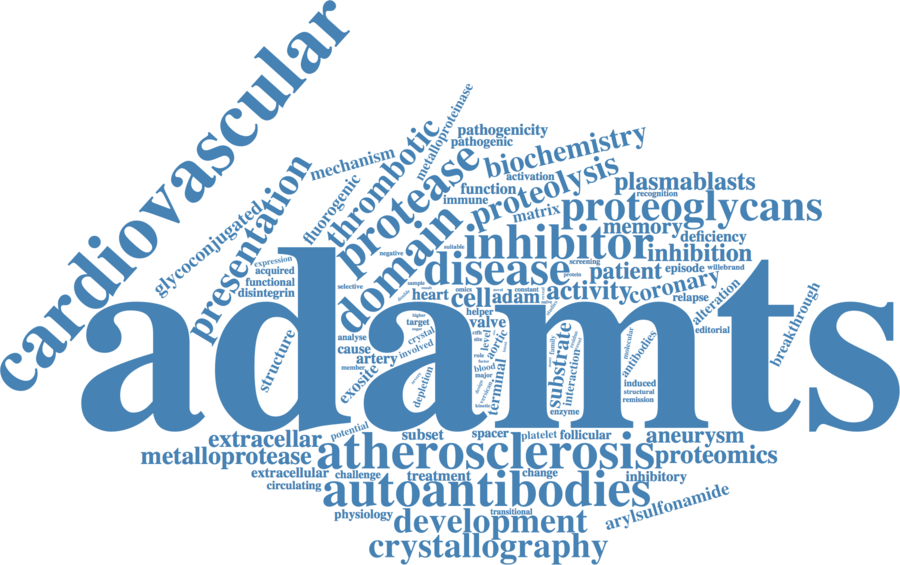 cardiovascular
adamts
presentation
glycoconjugated
mechanism
fluorogenic
thrombotic
metalloproteinase
pathogenicity
pathogenic
protease
domain
biochemistry
activation
function
immune
proteolysis
matrix
plasmablasts
recognition
proteoglycans
memory
deficiency
inhibitor
inhibition
disease
screening
protein
patient
episode
willebrand
coronary
relapse
alteration
editorial
breakthrough
expression
acquired
functional
disintegrin
negative
suitable
selective
sample
heart
omics
constant
cell
adam
activity
helper
valve
higher
target
analyse
crystal
involved
cause
artery
member
exosite
depletion
structure
level
aortic
role
factor
blood
major
design
versican
kinetic
terminal
family
substrate
interaction
enzyme
molecular
antibodies
induced
structural
remission
extracellar
potential
subset
spacer
platelet
follicular
aneurysm
metalloprotease
atherosclerosis
proteomics
extracellular
challenge
treatment
change
inhibitory
circulating
autoantibodies
physiology
transitional
arylsulfonamide
development
crystallography